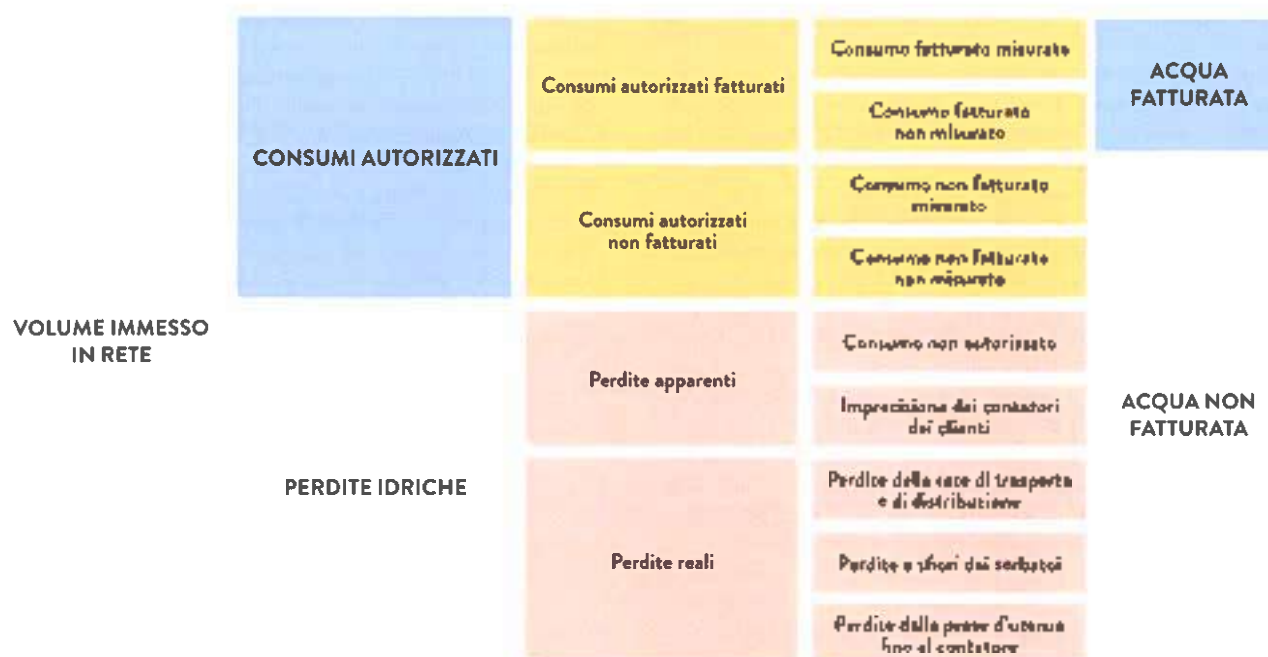 VOLUME IMMESSO
IN RETE
CONSUMI AUTORIZZATI
PERDITE IDRICHE
Consumi autorizzati fatturati
Consumi autorizzati
non fatturati
Perdite apparenti
Perdite reali
Consumo fatturato misurato
Consumo fatturato
non misurato
Consumo non fatturato
misurato
Consumo non fatturato
non misurato
Consumo non autorizzato
Imprecisione dei contatori
dei clienti
Perdite della rete di trasporto
e di distribuzione
Perdite e sfiori dai serbatoi
Perdite dalle prese d'utenza
fino al contatore
ACQUA
FATTURATA
ACQUA NON
FATTURATA